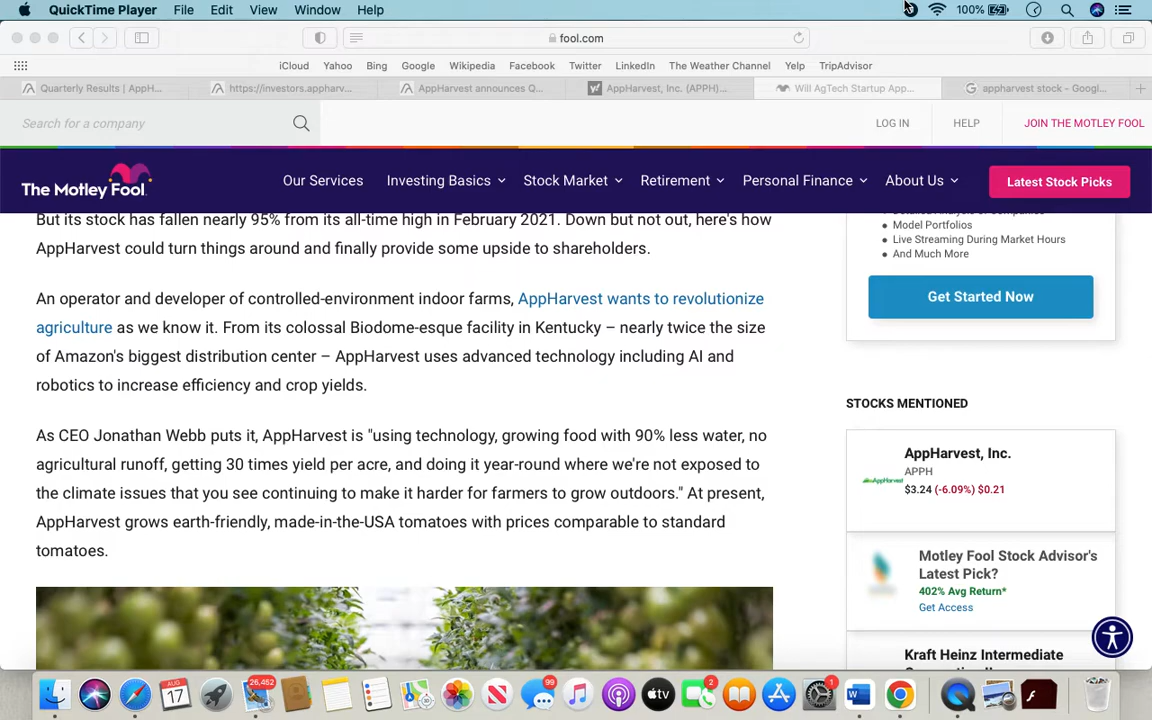 QuickTime Player File Edit View Window Help 100%
fool.com
iCloud Yahoo Bing Google Wikipedia Facebook Twitter LinkedIn The Weather Channel Yelp TripAdvisor
Quarterly Results | AppH... https://investors.appharv... AppHarvest announces Q... AppHarvest, Inc. (APPH)... Will AgTech Startup App... appharvest stock - Googl...
Search for a company LOG IN HELP JOIN THE MOTLEY FOOL
The Motley Fool. Our Services Investing Basics Stock Market Retirement Personal Finance About Us Latest Stock Picks
But its stock has fallen nearly 95% from its all-time high in February 2021. Down but not out, here's how
AppHarvest could turn things around and finally provide some upside to shareholders.
An operator and developer of controlled-environment indoor farms, AppHarvest wants to revolutionize
agriculture as we know it. From its colossal Biodome-esque facility in Kentucky – nearly twice the size
of Amazon's biggest distribution center – AppHarvest uses advanced technology including AI and
robotics to increase efficiency and crop yields.
As CEO Jonathan Webb puts it, AppHarvest is "using technology, growing food with 90% less water, no
agricultural runoff, getting 30 times yield per acre, and doing it year-round where we're not exposed to
the climate issues that you see continuing to make it harder for farmers to grow outdoors." At present,
AppHarvest grows earth-friendly, made-in-the-USA tomatoes with prices comparable to standard
tomatoes.
Detailed Analysis of Companies
Model Portfolios
Live Streaming During Market Hours
And Much More
Get Started Now
STOCKS MENTIONED
AppHarvest, Inc.
APPH
AppHarvest
$3.24 (-6.09%) $0.21
Motley Fool Stock Advisor's
Latest Pick?
402% Avg Return*
Get Access
Kraft Heinz Intermediate
AUG
17 26,452 99 2 1